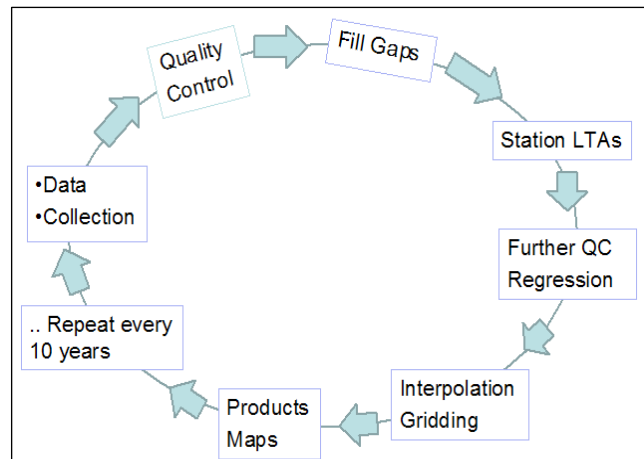 Quality
Control
Fill Gaps
Station LTAs
Further QC
Regression
Interpolation
Gridding
Products
Maps
.. Repeat every
10 years
•Data
•Collection